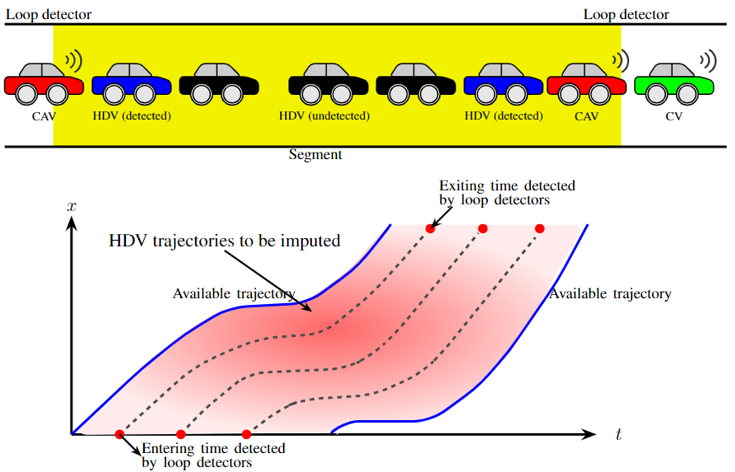 Loop detector
Loop detector
CAV
HDV (detected)
HDV (undetected)
HDV (detected)
CAV
CV
Segment
x
Exiting time detected
by loop detectors
HDV trajectories to be imputed
Available trajectory
Available trajectory
t
Entering time detected
by loop detectors